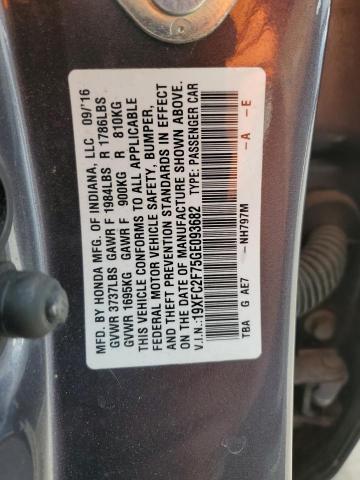 MFD. BY HONDA MFG. OF INDIANA, LLC 09/'16
GVWR 3737LBS GAWR F 1984LBS R 1786LBS
GVWR 1695KG GAWR F 900KG R 810KG
THIS VEHICLE CONFORMS TO ALL APPLICABLE
FEDERAL MOTOR VEHICLE SAFETY, BUMPER,
AND THEFT PREVENTION STANDARDS IN EFFECT
ON THE DATE OF MANUFACTURE SHOWN ABOVE.
V.I.N.:19XFC2F75GE093682 TYPE: PASSENGER CAR
TBA G AE7 -NH797M -A -E